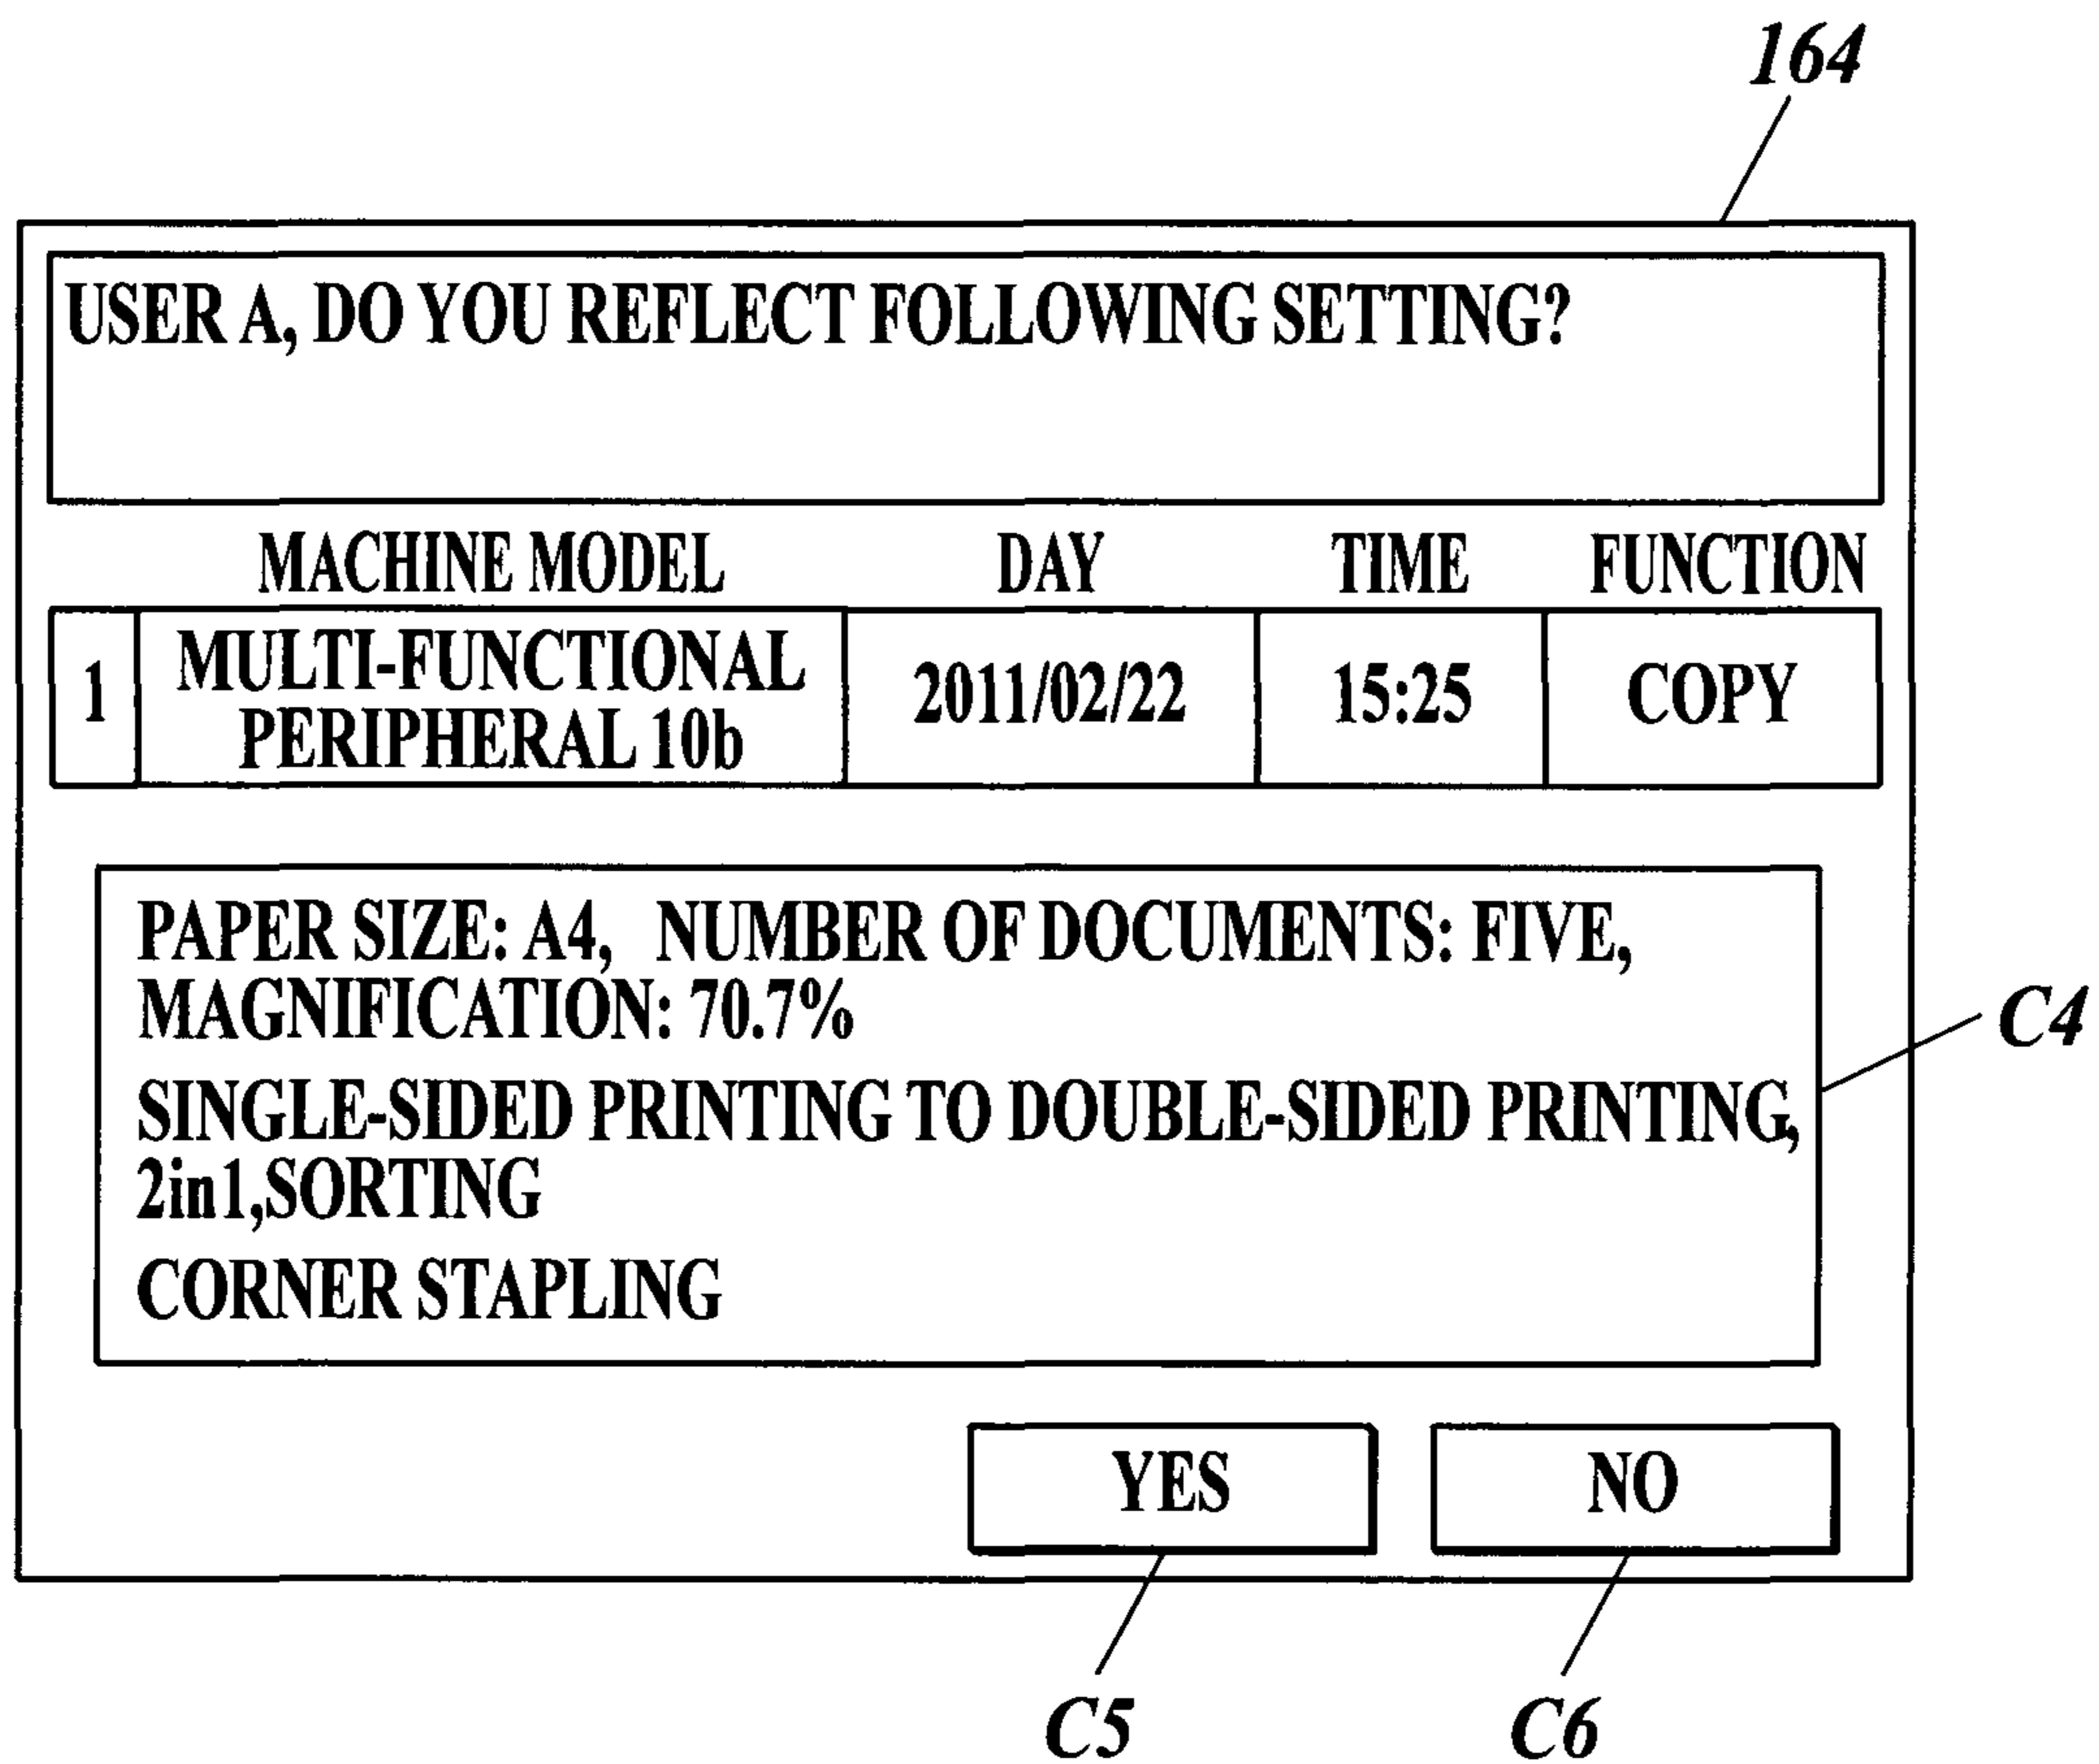 164
USER A, DO YOU REFLECT FOLLOWING SETTING?
MACHINE MODEL DAY TIME FUNCTION
1 MULTI-FUNCTIONAL PERIPHERAL 10b 2011/02/22 15:25 COPY
PAPER SIZE: A4, NUMBER OF DOCUMENTS: FIVE,
MAGNIFICATION: 70.7%
C4
SINGLE-SIDED PRINTING TO DOUBLE-SIDED PRINTING,
2in1,SORTING
CORNER STAPLING
YES NO
C5 C6